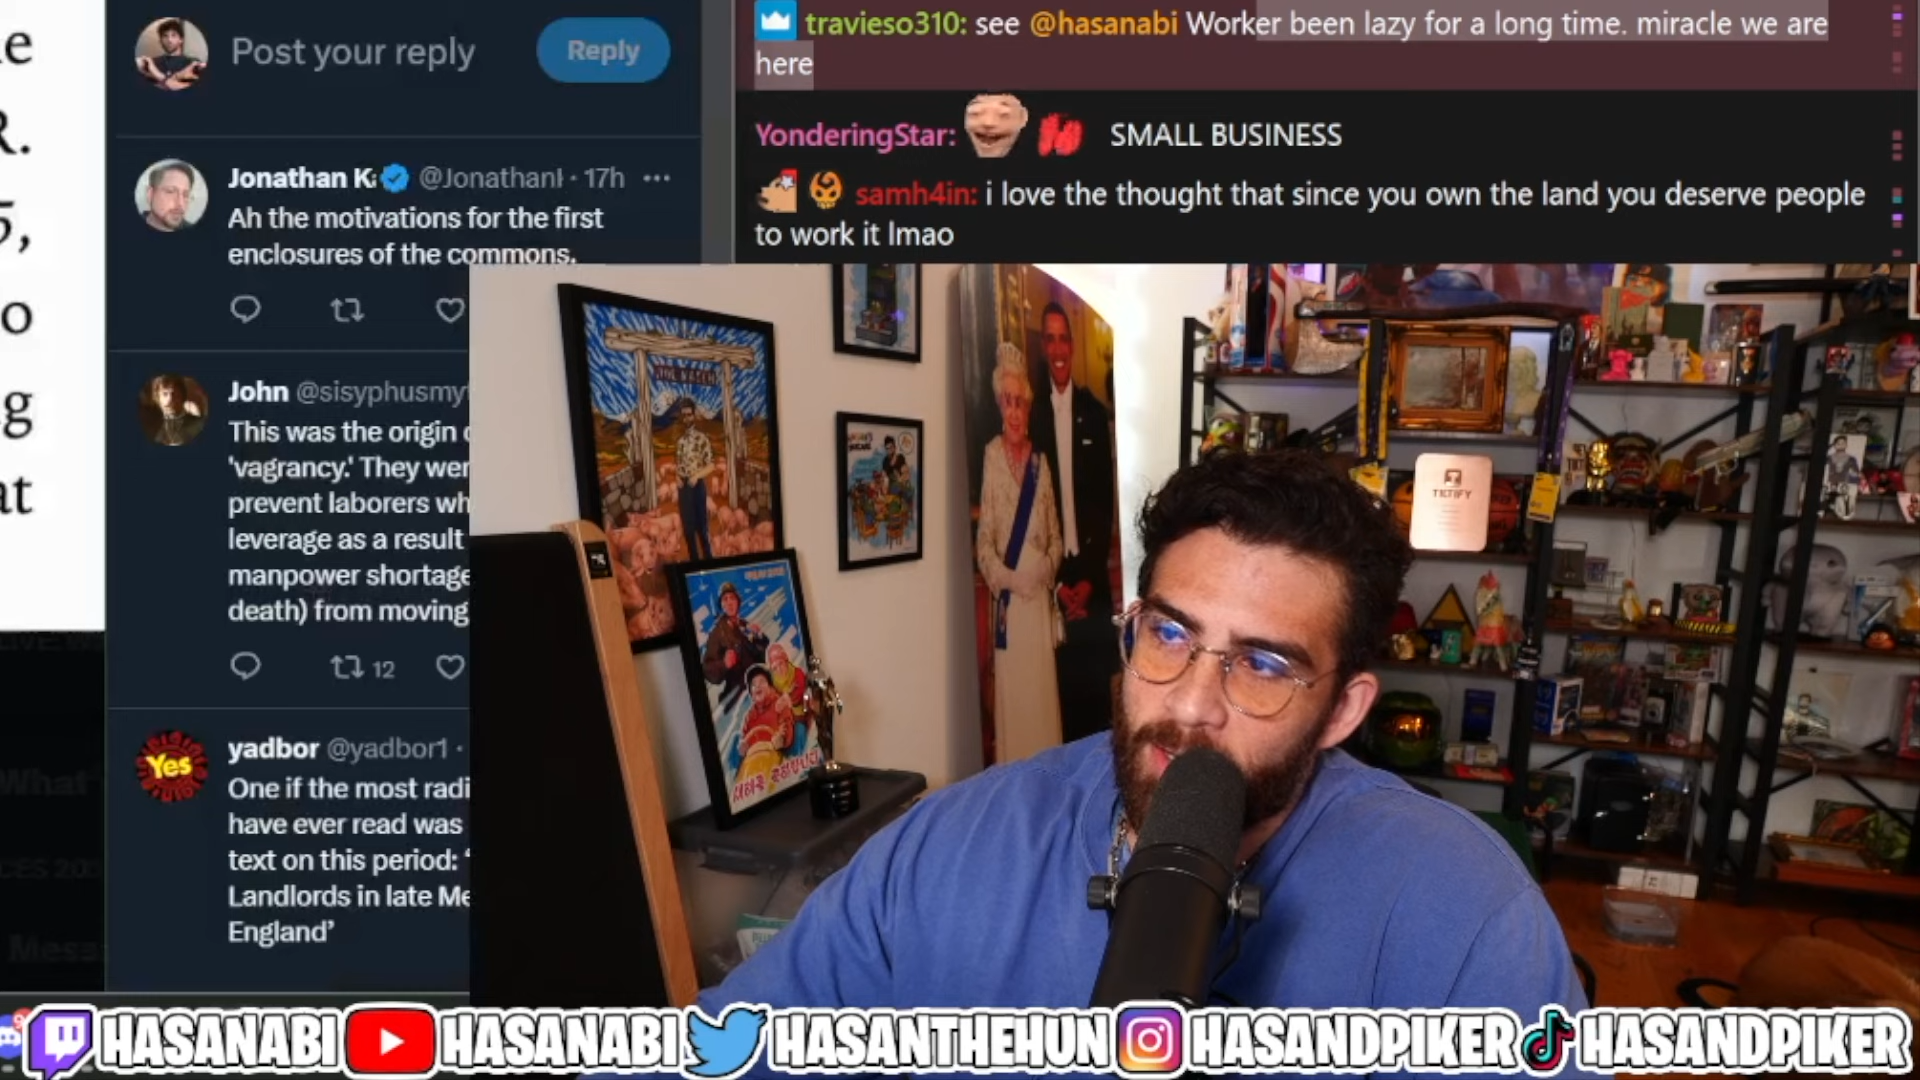 e
R.
5,
o
g
at
Post your reply
Reply
Jonathan K @JonathanK · 17h
Ah the motivations for the first
enclosures of the commons.
John @sisyphusmy
This was the origin
'vagrancy.' They wer
prevent laborers wh
leverage as a result
manpower shortage
death) from moving
12
Yes
yadbor @yadbor1 ·
One if the most radi
have ever read was
text on this period: ‘
Landlords in late Me
England’
travieso310: see @hasanabi Worker been lazy for a long time. miracle we are
here
YonderingStar: SMALL BUSINESS
samh4in: i love the thought that since you own the land you deserve people
to work it lmao
TILTIFY
HASANABI HASANABI HASANTHEHUN HASANDPIKER HASANDPIKER